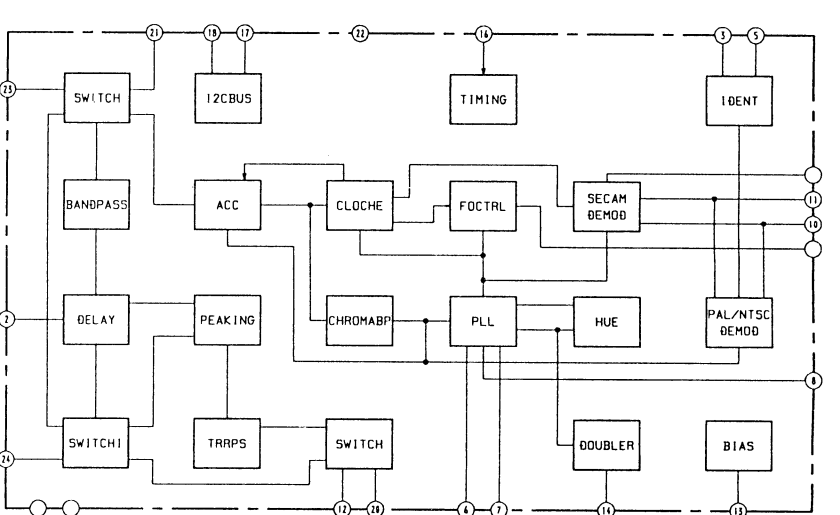 21
18
17
22
16
3
5
23
SWITCH
I2CBUS
TIMING
IDENT
BANDPASS
ACC
CLOCHE
FOCTRL
SECAM
DEMOD
11
10
2
DELAY
PEAKING
CHROMABP
PLL
HUE
PAL/NTSC
DEMOD
8
SWITCH1
TRRPS
SWITCH
DOUBLER
BIAS
24
12
20
6
7
14
13